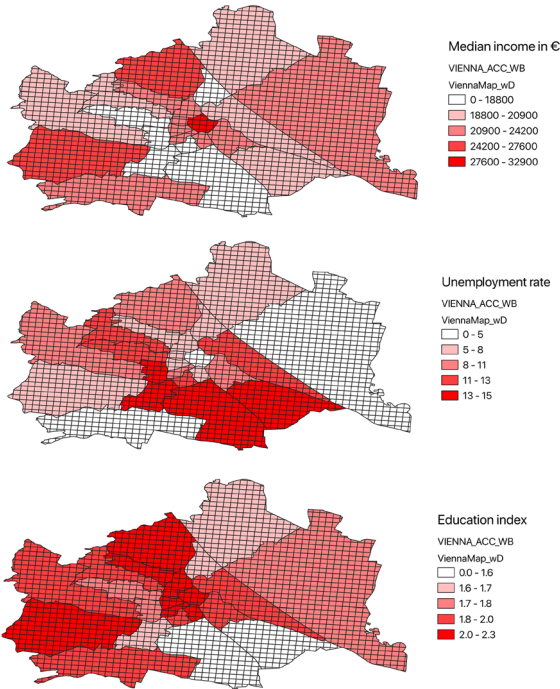 Median income in €
VIENNA_ACC_WB
ViennaMap_wD
0 - 18800
18800 - 20900
20900 - 24200
24200 - 27600
27600 - 32900
Unemployment rate
VIENNA_ACC_WB
ViennaMap_wD
0 - 5
5 - 8
8 - 11
11 - 13
13 - 15
Education index
VIENNA_ACC_WB
ViennaMap_wD
0.0 - 1.6
1.6 - 1.7
1.7 - 1.8
1.8 - 2.0
2.0 - 2.3